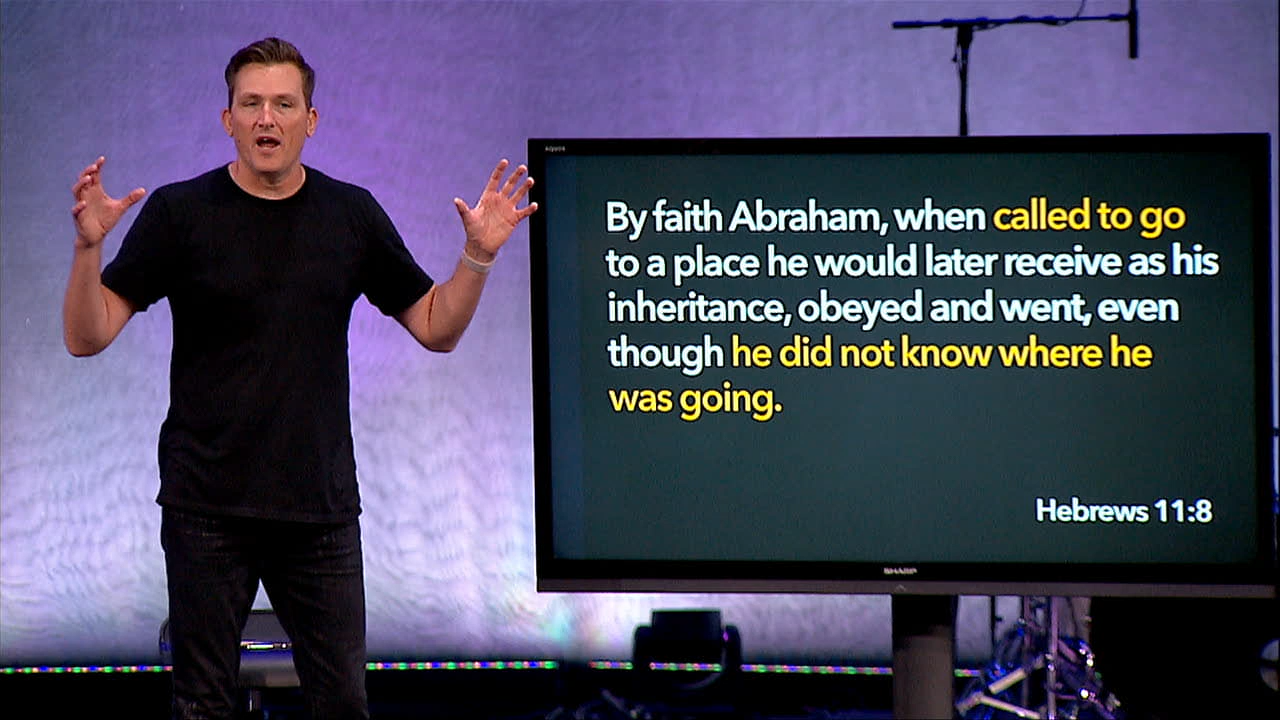 AQUOS
By faith Abraham, when called to go
to a place he would later receive as his
inheritance, obeyed and went, even
though he did not know where he
was going.
Hebrews 11:8
SHARP